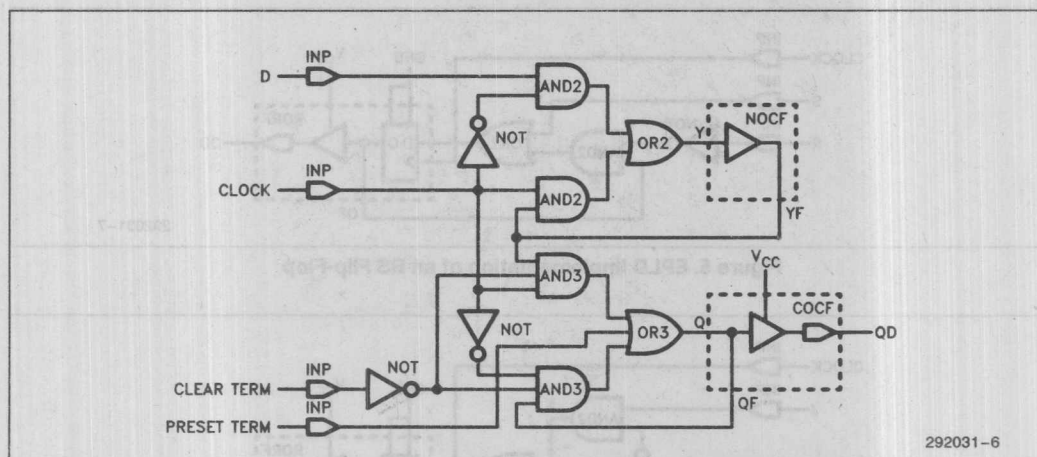 INP
D
AND2
NOT
OR2
Y
NOCF
INP
CLOCK
AND2
YF
VCC
AND3
COCF
NOT
OR3
Q
QD
INP
NOT
CLEAR TERM
AND3
QF
INP
PRESET TERM
292031-6